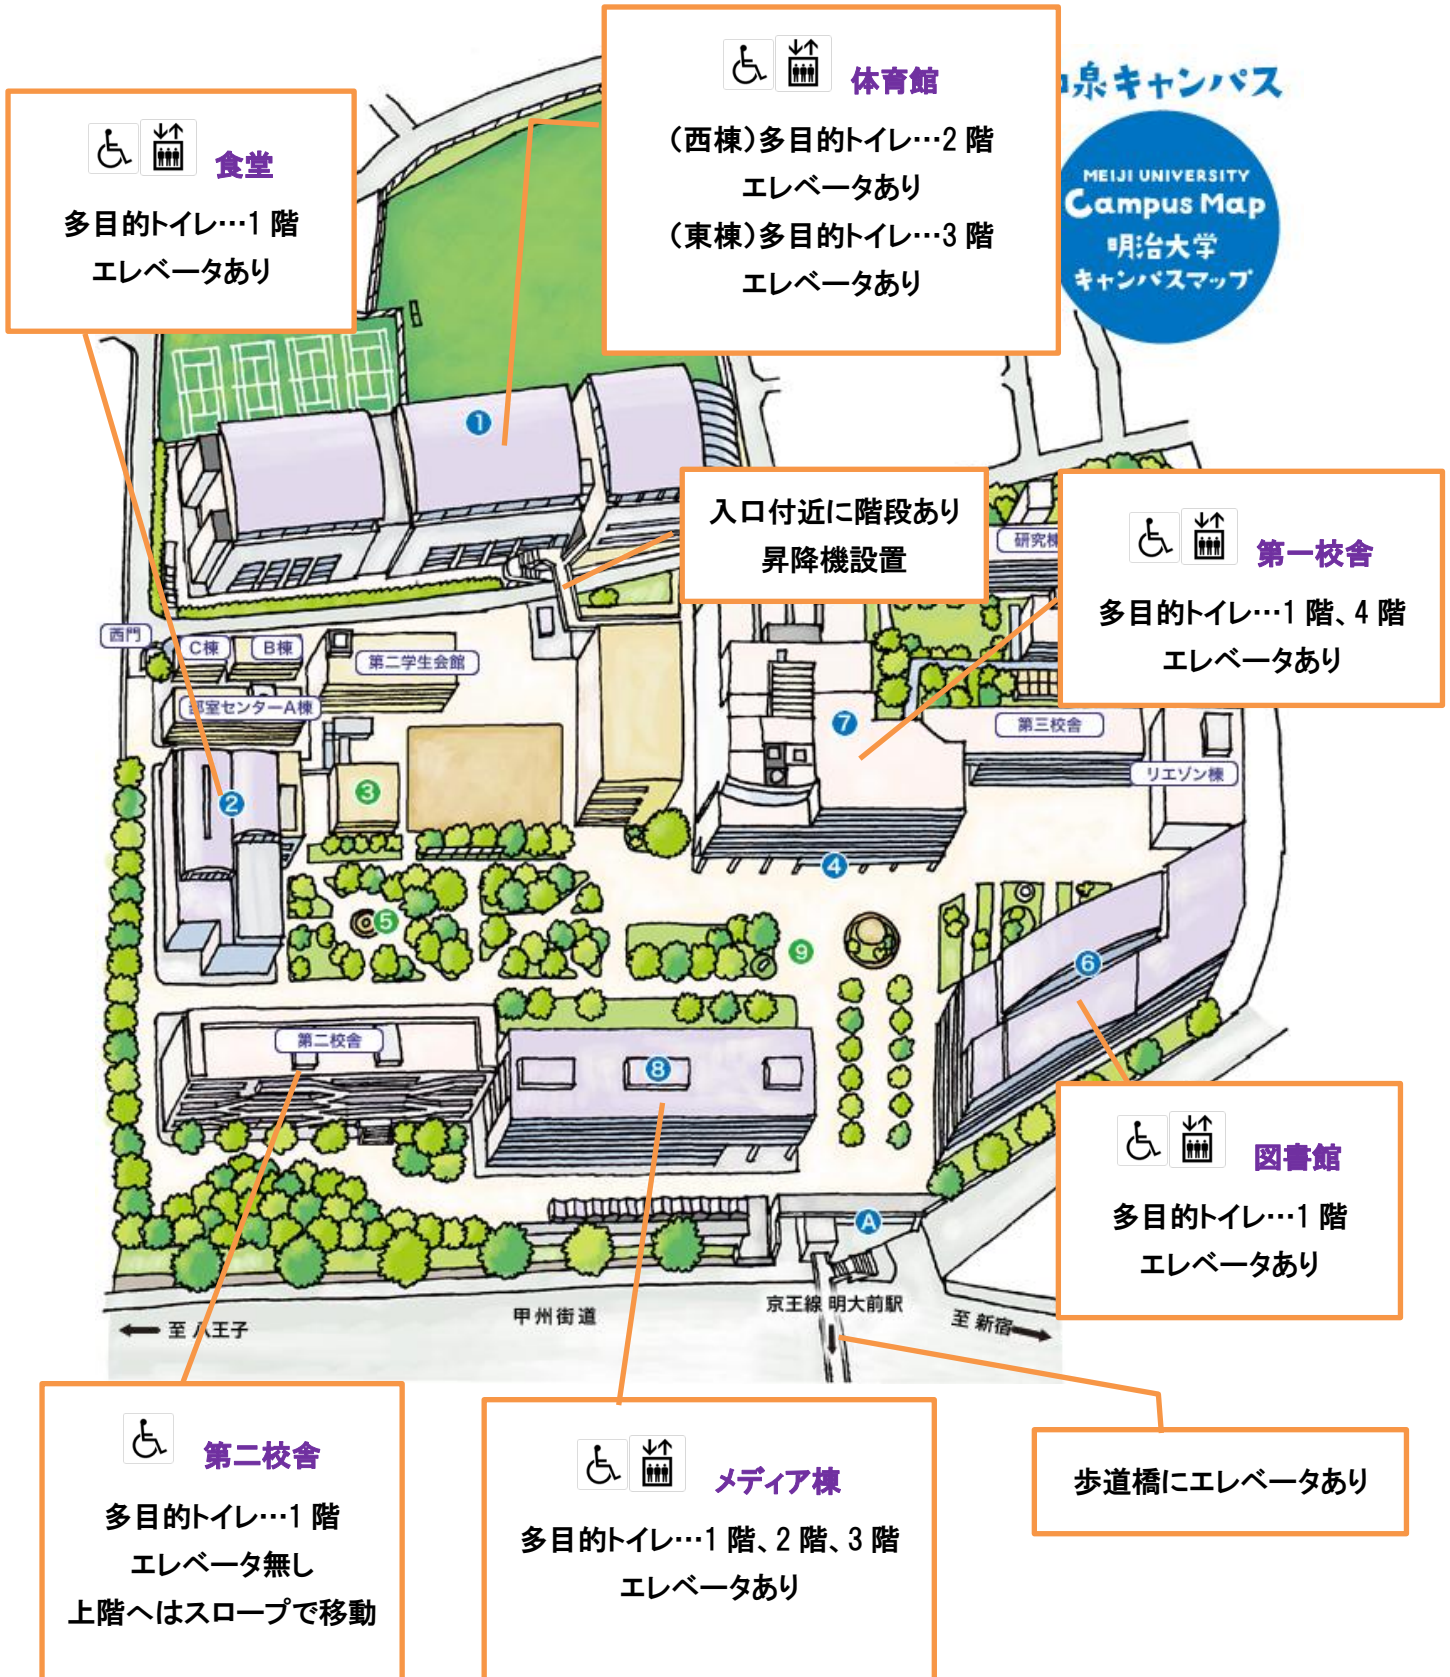 体育館
(西棟)多目的トイレ…2 階
エレベータあり
(東棟)多目的トイレ…3 階
エレベータあり
泉キャンパス
MEIJI UNIVERSITY
Campus Map
明治大学
キャンパスマップ
食堂
多目的トイレ…1 階
エレベータあり
1
入口付近に階段あり
昇降機設置
研究棟
第一校舎
多目的トイレ…1 階、4 階
エレベータあり
西門
C棟
B棟
第二学生会館
部室センターA棟
7
第三校舎
リエゾン棟
2
3
4
5
9
6
第二校舎
8
図書館
多目的トイレ…1 階
エレベータあり
A
京王線 明大前駅
甲州街道
至 八王子
至 新宿
第二校舎
多目的トイレ…1 階
エレベータ無し
上階へはスロープで移動
メディア棟
多目的トイレ…1 階、2 階、3 階
エレベータあり
歩道橋にエレベータあり